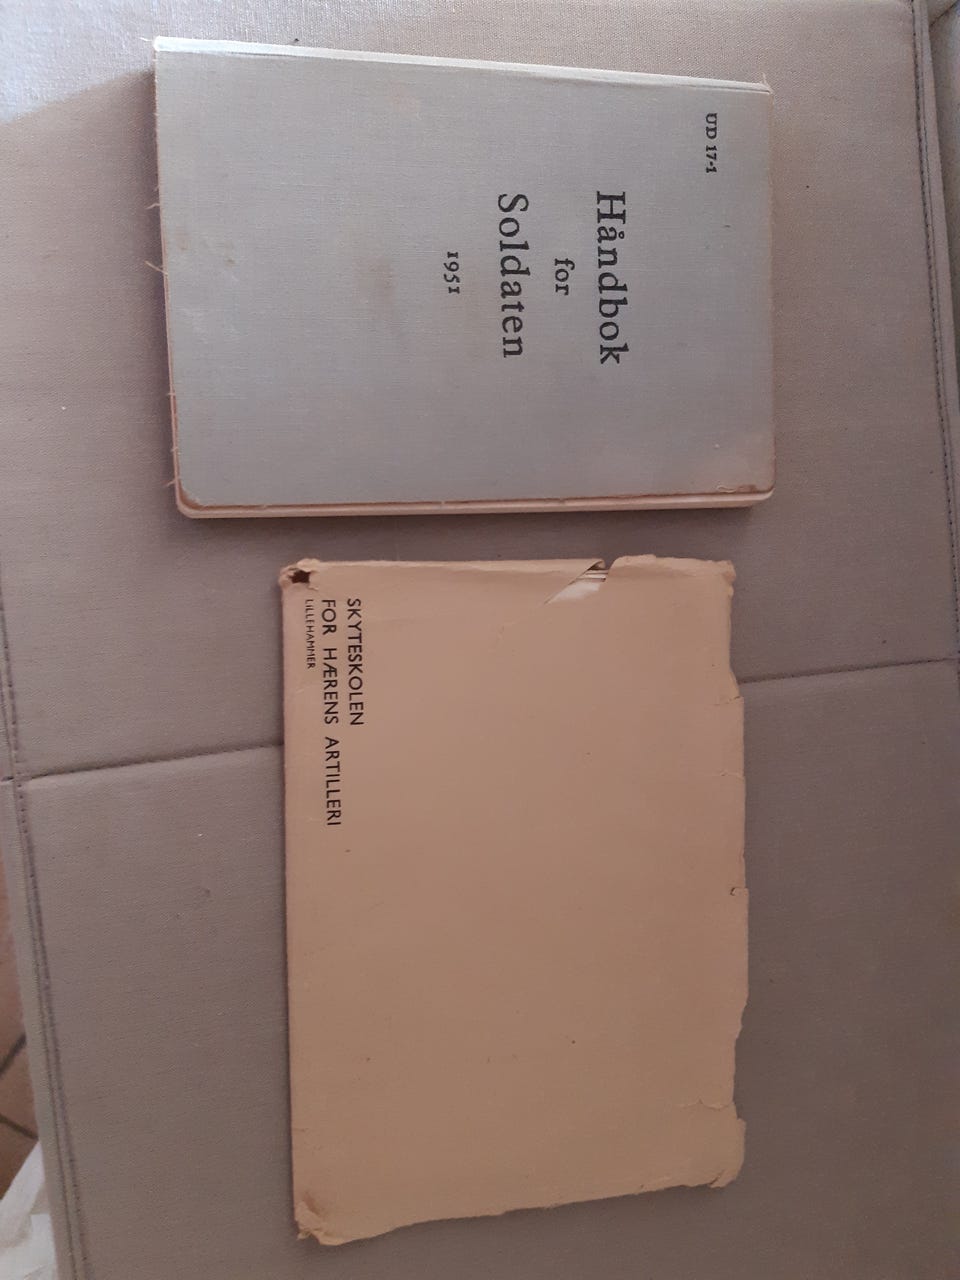 UD 17-1
Håndbok
for
Soldaten
1951
SKYTESKOLEN
FOR HÆRENS ARTILLERI
LILLEHAMMER